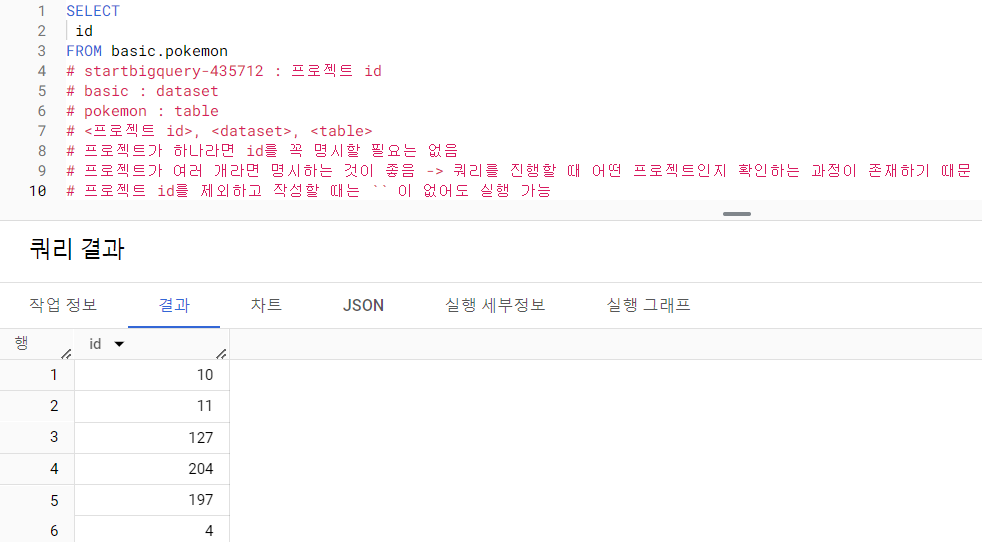 1 SELECT
2 id
3 FROM basic.pokemon
4 # startbigquery-435712 : 프로젝트 id
5 # basic : dataset
6 # pokemon : table
7 # <프로젝트 id>, <dataset>, <table>
8 # 프로젝트가 하나라면 id를 꼭 명시할 필요는 없음
9 # 프로젝트가 여러 개라면 명시하는 것이 좋음 -> 쿼리를 진행할 때 어떤 프로젝트인지 확인하는 과정이 존재하기 때문
10 # 프로젝트 id를 제외하고 작성할 때는 `` 이 없어도 실행 가능
쿼리 결과
작업 정보 결과 차트 JSON 실행 세부정보 실행 그래프
행 id
1 10
2 11
3 127
4 204
5 197
6 4